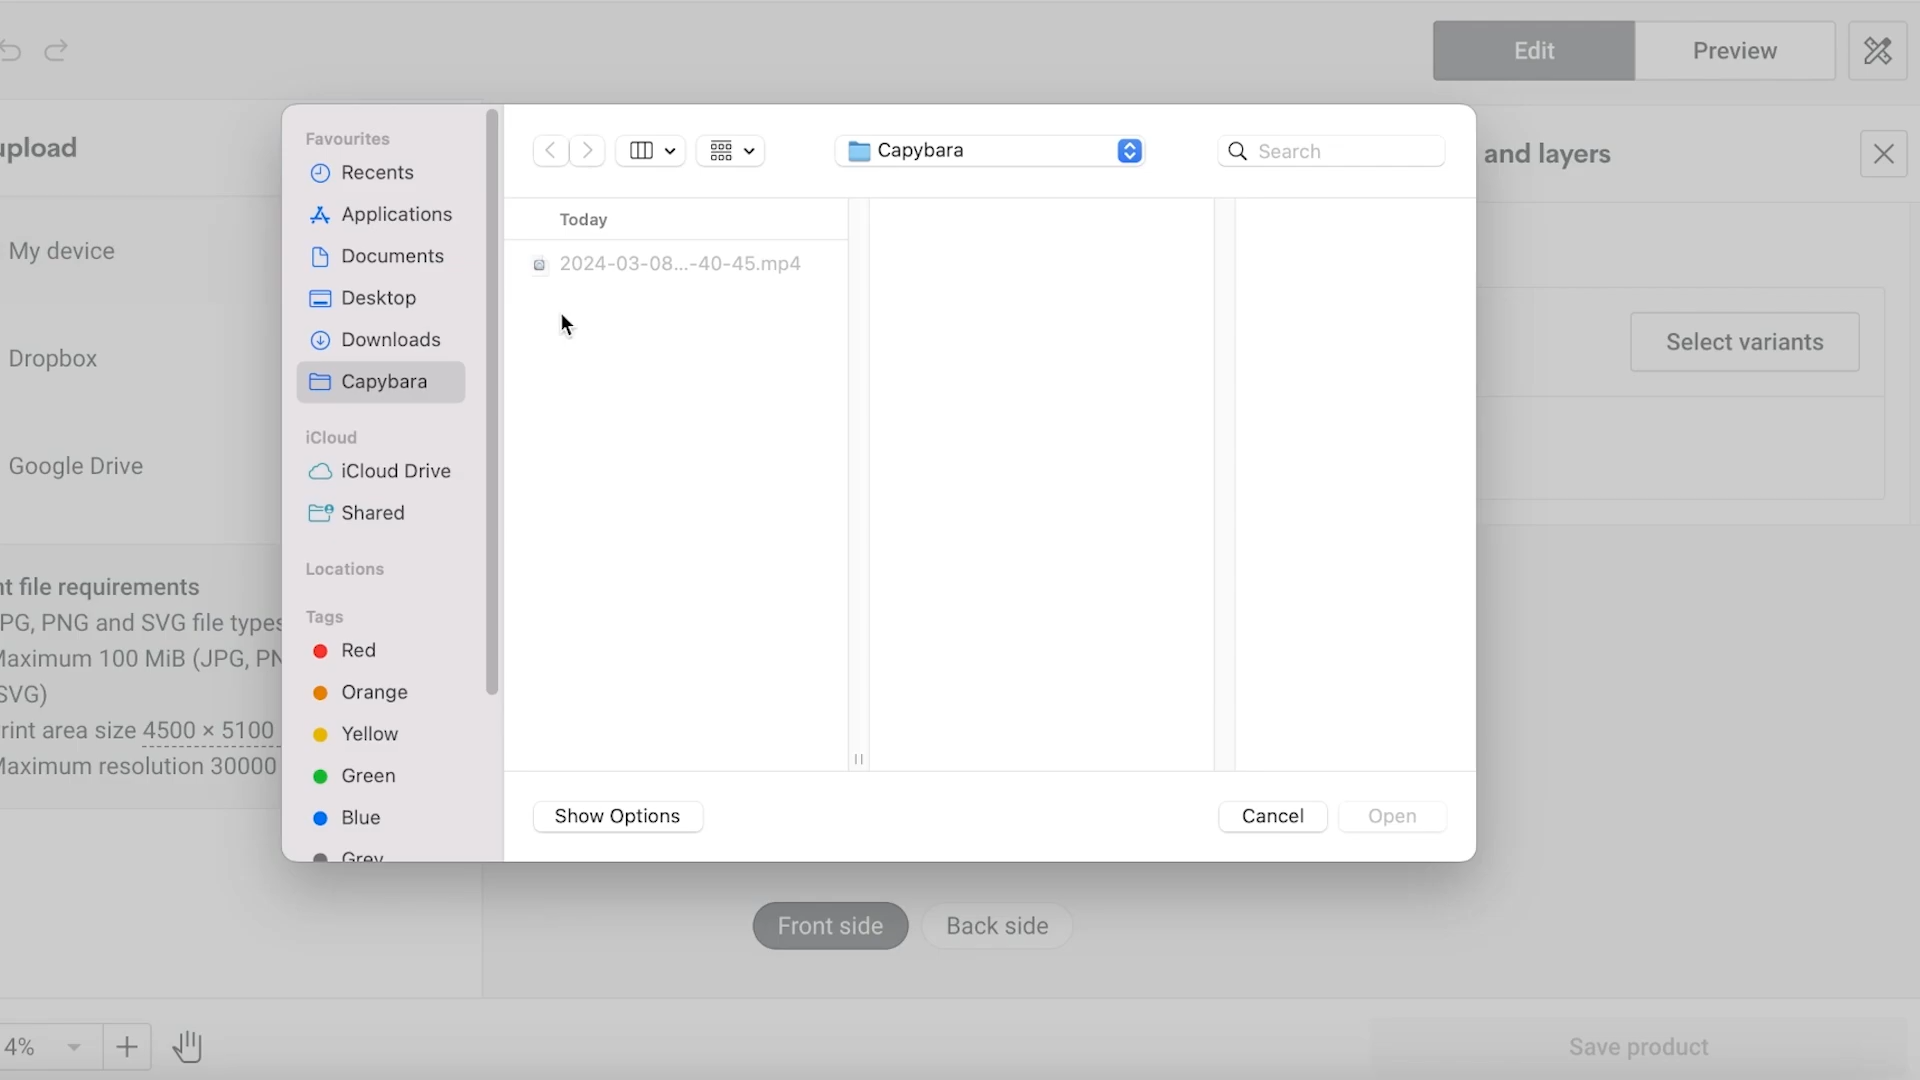 Edit
Preview
upload
and layers
My device
Dropbox
Google Drive
Select variants
nt file requirements
PG, PNG and SVG file types
Maximum 100 MiB (JPG, PN
SVG)
rint area size 4500 × 5100
Maximum resolution 30000
Favourites
Recents
Applications
Documents
Desktop
Downloads
Capybara
iCloud
iCloud Drive
Shared
Locations
Tags
Red
Orange
Yellow
Green
Blue
Grey
Capybara
Search
Today
2024-03-08...-40-45.mp4
Show Options
Cancel
Open
Front side
Back side
4%
Save product